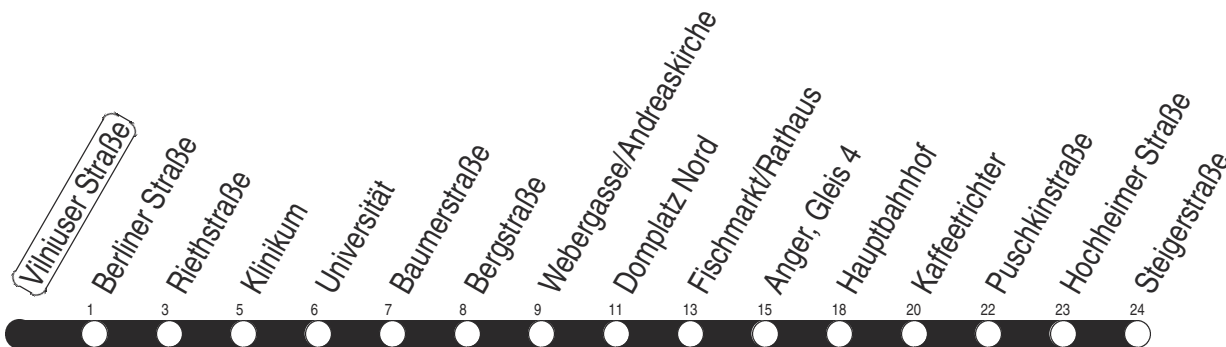 Vilniuser Straße
Berliner Straße
Riethstraße
Klinikum
Universität
Baumerstraße
Bergstraße
Webergasse/Andreaskirche
Domplatz Nord
Fischmarkt/Rathaus
Anger, Gleis 4
Hauptbahnhof
Kaffeetrichter
Puschkinstraße
Hochheimer Straße
Steigerstraße
1 3 5 6 7 8 9 11 13 15 18 20 22 23 24